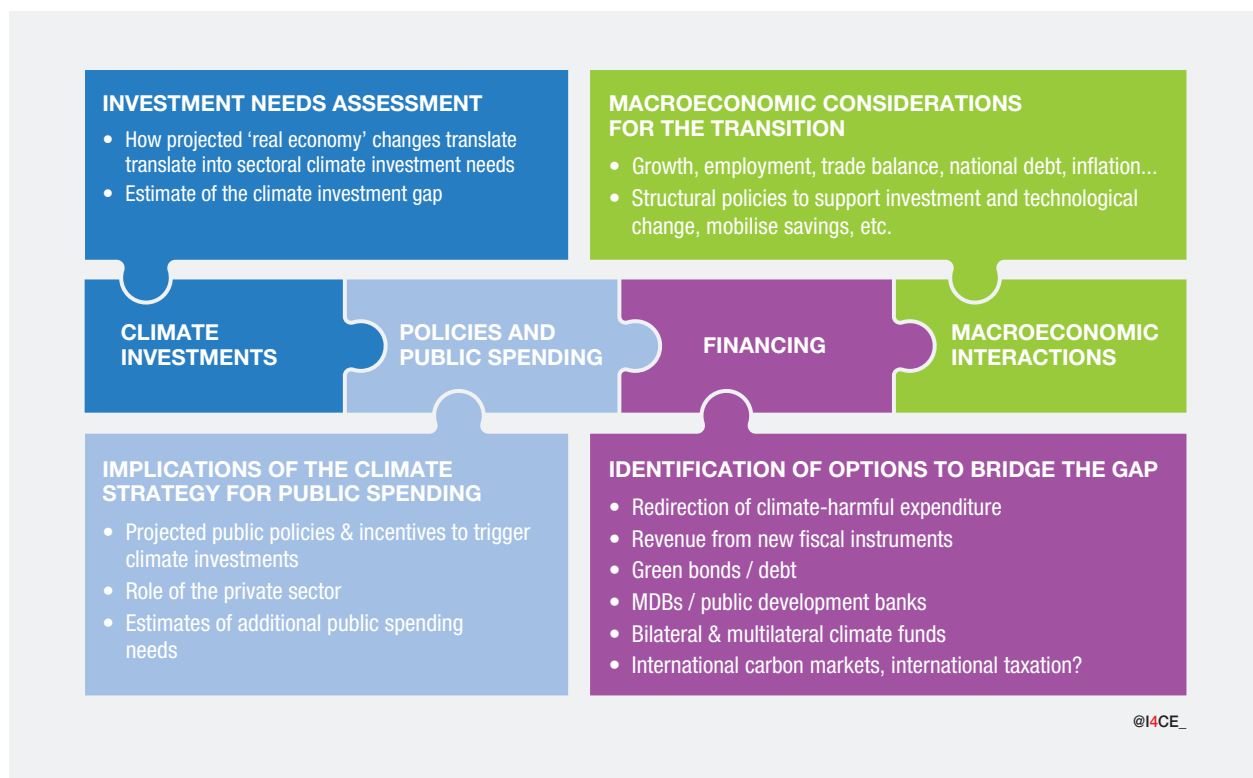 INVESTMENT NEEDS ASSESSMENT
• How projected ‘real economy’ changes translate
translate into sectoral climate investment needs
• Estimate of the climate investment gap
MACROECONOMIC CONSIDERATIONS
FOR THE TRANSITION
• Growth, employment, trade balance, national debt, inflation...
• Structural policies to support investment and technological
change, mobilise savings, etc.
CLIMATE
INVESTMENTS
POLICIES AND
PUBLIC SPENDING
FINANCING
MACROECONOMIC
INTERACTIONS
IMPLICATIONS OF THE CLIMATE
STRATEGY FOR PUBLIC SPENDING
• Projected public policies & incentives to trigger
climate investments
• Role of the private sector
• Estimates of additional public spending
needs
IDENTIFICATION OF OPTIONS TO BRIDGE THE GAP
• Redirection of climate-harmful expenditure
• Revenue from new fiscal instruments
• Green bonds / debt
• MDBs / public development banks
• Bilateral & multilateral climate funds
• International carbon markets, international taxation?
@I4CE_